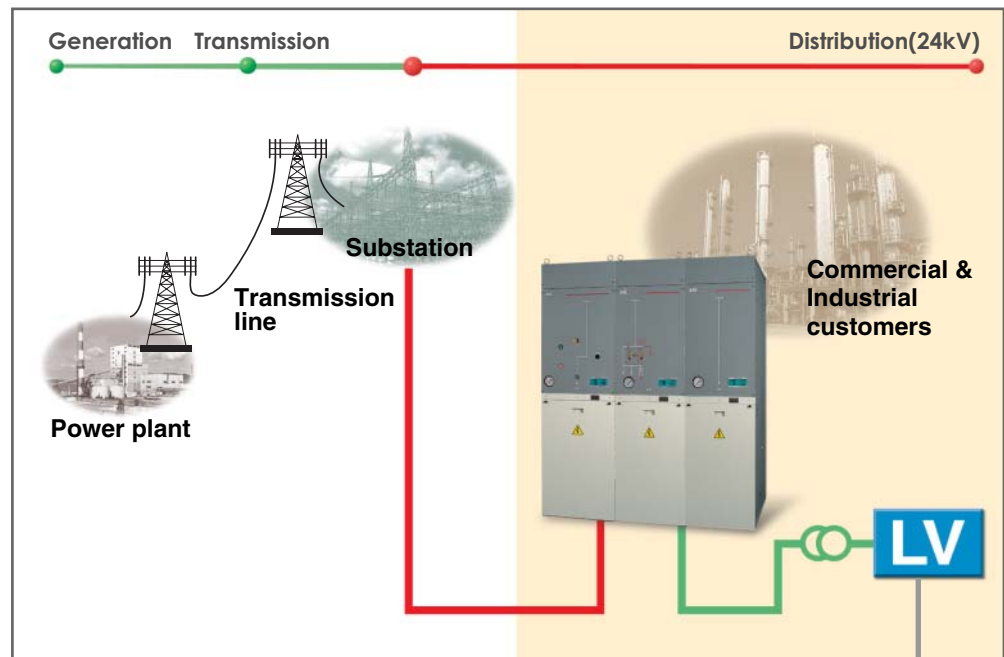 Generation Transmission Distribution(24kV)
Substation
Transmission
line
Power plant
Commercial &
Industrial
customers
LV